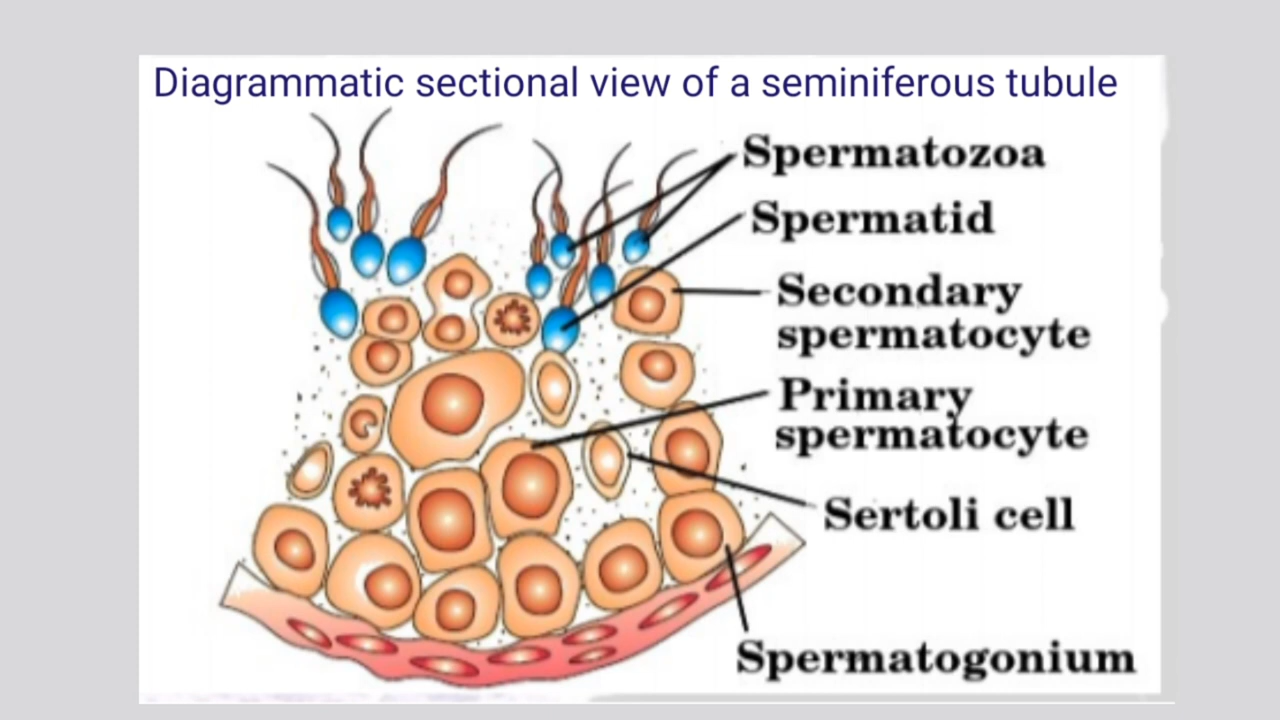 Diagrammatic sectional view of a seminiferous tubule
Spermatozoa
Spermatid
Secondary
spermatocyte
Primary
spermatocyte
Sertoli cell
Spermatogonium